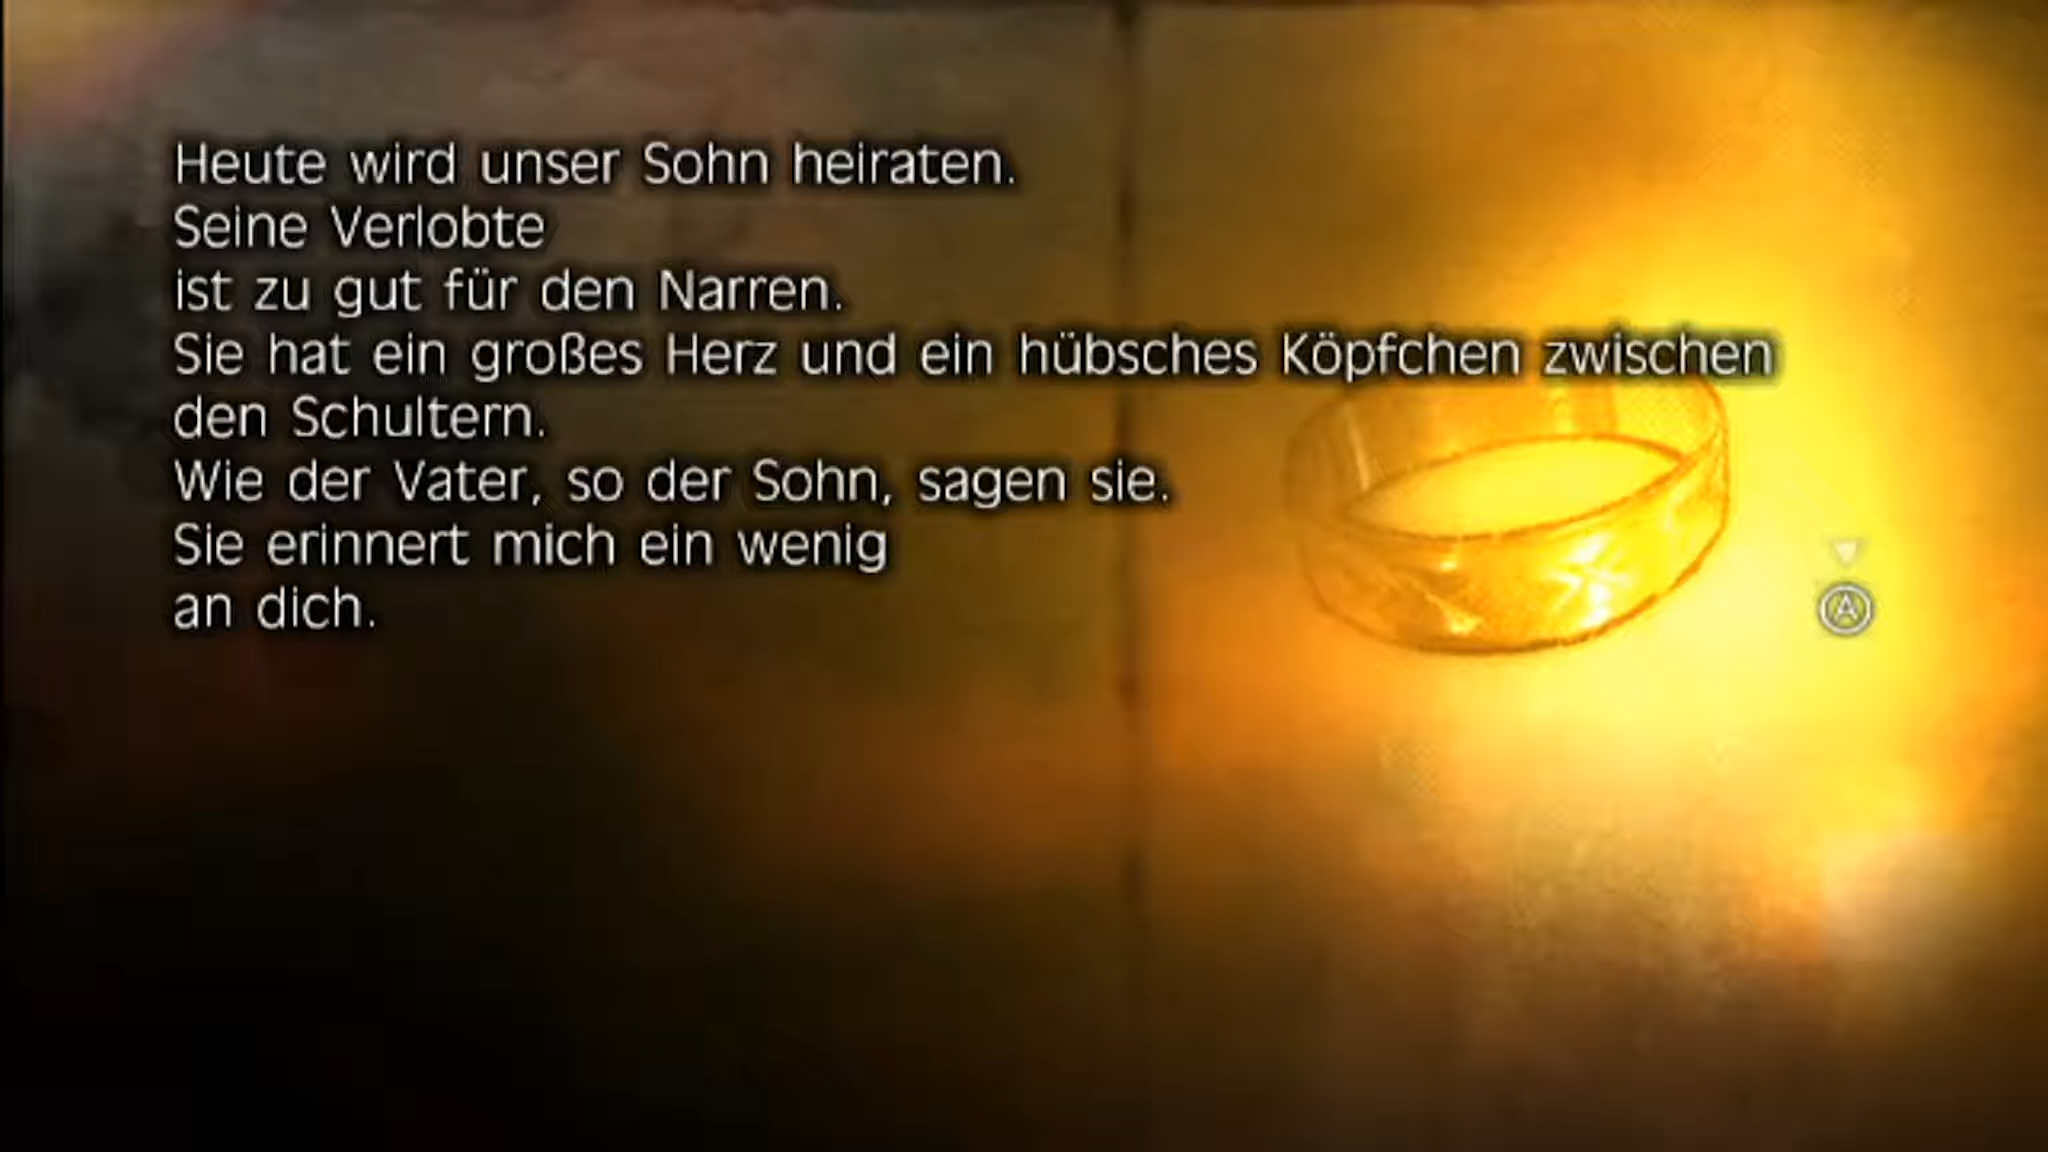 Heute wird unser Sohn heiraten.
Seine Verlobte
ist zu gut für den Narren.
Sie hat ein großes Herz und ein hübsches Köpfchen zwischen
den Schultern.
Wie der Vater, so der Sohn, sagen sie.
Sie erinnert mich ein wenig
an dich.
A